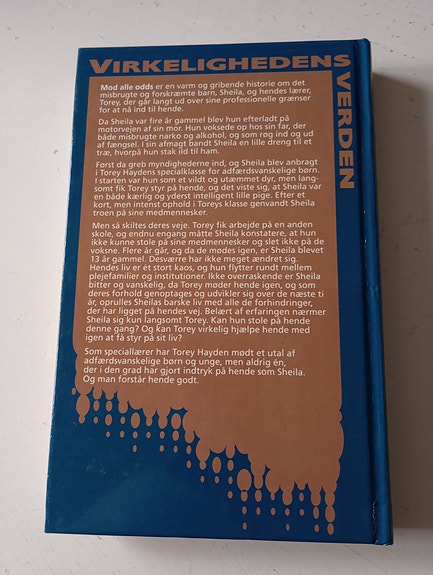 VIRKELIGHEDENS
VERDEN
Mod alle odds er en varm og gribende historie om det
misbrugte og forskræmte barn, Sheila, og hendes lærer,
Torey, der går langt ud over sine professionelle grænser
for at nå ind til hende.
Da Sheila var fire år gammel blev hun efterladt på
motorvejen af sin mor. Hun voksede op hos sin far, der
både misbrugte narko og alkohol, og som røg ind og ud
af fængsel. I sin afmagt bandt Sheila en lille dreng til et
træ, hvorpå hun stak ild til ham.
Først da greb myndighederne ind, og Sheila blev anbragt
i Torey Haydens specialklasse for adfærdsvanskelige børn.
I starten var hun som et vildt og utæmmet dyr, men lang-
somt fik Torey styr på hende, og det viste sig, at Sheila var
en både kærlig og yderst intelligent lille pige. Efter et
kort, men intenst ophold i Toreys klasse genvandt Sheila
troen på sine medmennesker.
Men så skiltes deres veje. Torey fik arbejde på en anden
skole, og endnu engang måtte Sheila konstatere, at hun
ikke kunne stole på sine medmennesker og slet ikke på de
voksne. Flere år går, og da de modes igen, er Sheila blevet
13 år gammel. Desværre har ikke meget ændret sig.
Hendes liv er ét stort kaos, og hun flytter rundt mellem
plejefamilier og institutioner. Ikke overraskende er Sheila
bitter og vanskelig, da Torey møder hende igen, og som
deres forhold genoptages og udvikler sig over de næste ti
år, oprulles Sheilas barske liv med alle de forhindringer,
der har ligget på hendes vej. Belært af erfaringen nærmer
Sheila sig kun langsomt Torey. Kan hun stole på hende
denne gang? Og kan Torey virkelig hjælpe hende med
igen at få styr på sit liv?
Som speciallærer har Torey Hayden mødt et utal af
adfærdsvanskelige børn og unge, men aldrig én,
der i den grad har gjort indtryk på hende som Sheila.
Og man forstår hende godt.